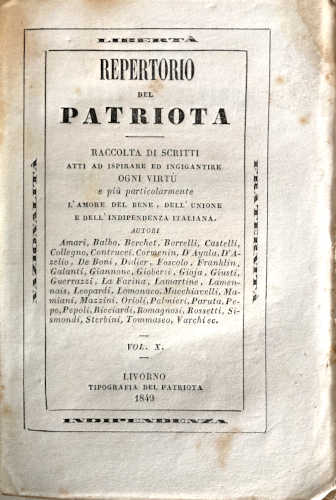 LIBERTÀ
REPERTORIO
DEL
PATRIOTA
RACCOLTA DI SCRITTI
ATTI AD ISPIRARE ED INGIGANTIRE
OGNI VIRTÙ
e più particolarmente
L'AMORE DEL BENE, DELL'UNIONE
E DELL'INDIPENDENZA ITALIANA.
AUTORI
Amari, Balbo, Berchet, Borrelli, Castelli,
Collegno, Contrucci, Cormenin, D'Ayala, D'A-
zelio, De Boni, Dufier, Foscolo, Franklin,
Galanti, Giannone, Gioberti, Gioja, Giusti,
Guerrazzi, La Farina, Lamartine, Lamen-
nais, Leopardi, Lomonaco, Macchiavelli, Ma-
miani, Mazzini, Orioli, Palmieri, Paruta, Pe-
pe, Pepoli, Ricciardi, Romagnosi, Rossetti, Si-
smondi, Sterbini, Tommaseo, Varchi ec.
VOL. X.
LIVORNO
TIPOGRAFIA DEL PATRIOTA
1849
INDIPENDENZA
NAZIONALITÀ
FRATELLANZA